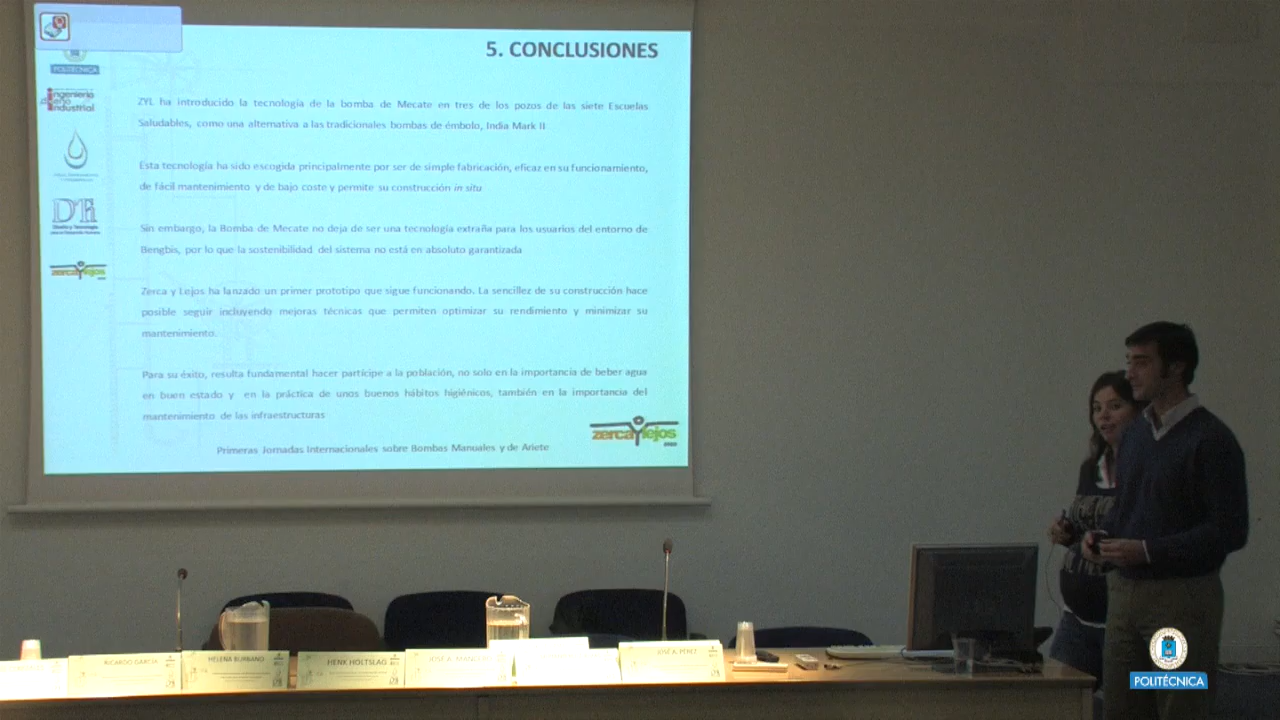 5. CONCLUSIONES
POLITÉCNICA
ingeniería
diseño
industrial
ZYL ha introducido la tecnología de la bomba de Mecate en tres de los pozos de las siete Escuelas
Saludables, como una alternativa a las tradicionales bombas de émbolo, India Mark II
Esta tecnología ha sido escogida principalmente por ser de simple fabricación, eficaz en su funcionamiento,
de fácil mantenimiento y de bajo coste y permite su construcción in situ
DTh
Diseño y Tecnología
Sin embargo, la Bomba de Mecate no deja de ser una tecnología extraña para los usuarios del entorno de
Bengbis, por lo que la sostenibilidad del sistema no está en absoluto garantizada
zercaYlejos
Zerca y Lejos ha lanzado un primer prototipo que sigue funcionando. La sencillez de su construcción hace
posible seguir incluyendo mejoras técnicas que permiten optimizar su rendimiento y minimizar su
mantenimiento.
Para su éxito, resulta fundamental hacer partícipe a la población, no solo en la importancia de beber agua
en buen estado y en la práctica de unos buenos hábitos higiénicos, también en la importancia del
mantenimiento de las infraestructuras
zercaYlejos
Primeras Jornadas Internacionales sobre Bombas Manuales y de Ariete
RICARDO GARCIA
HELENA BURBANO
HENK HOLTSLAG
JOSÉ A. PEREZ
POLITÉCNICA